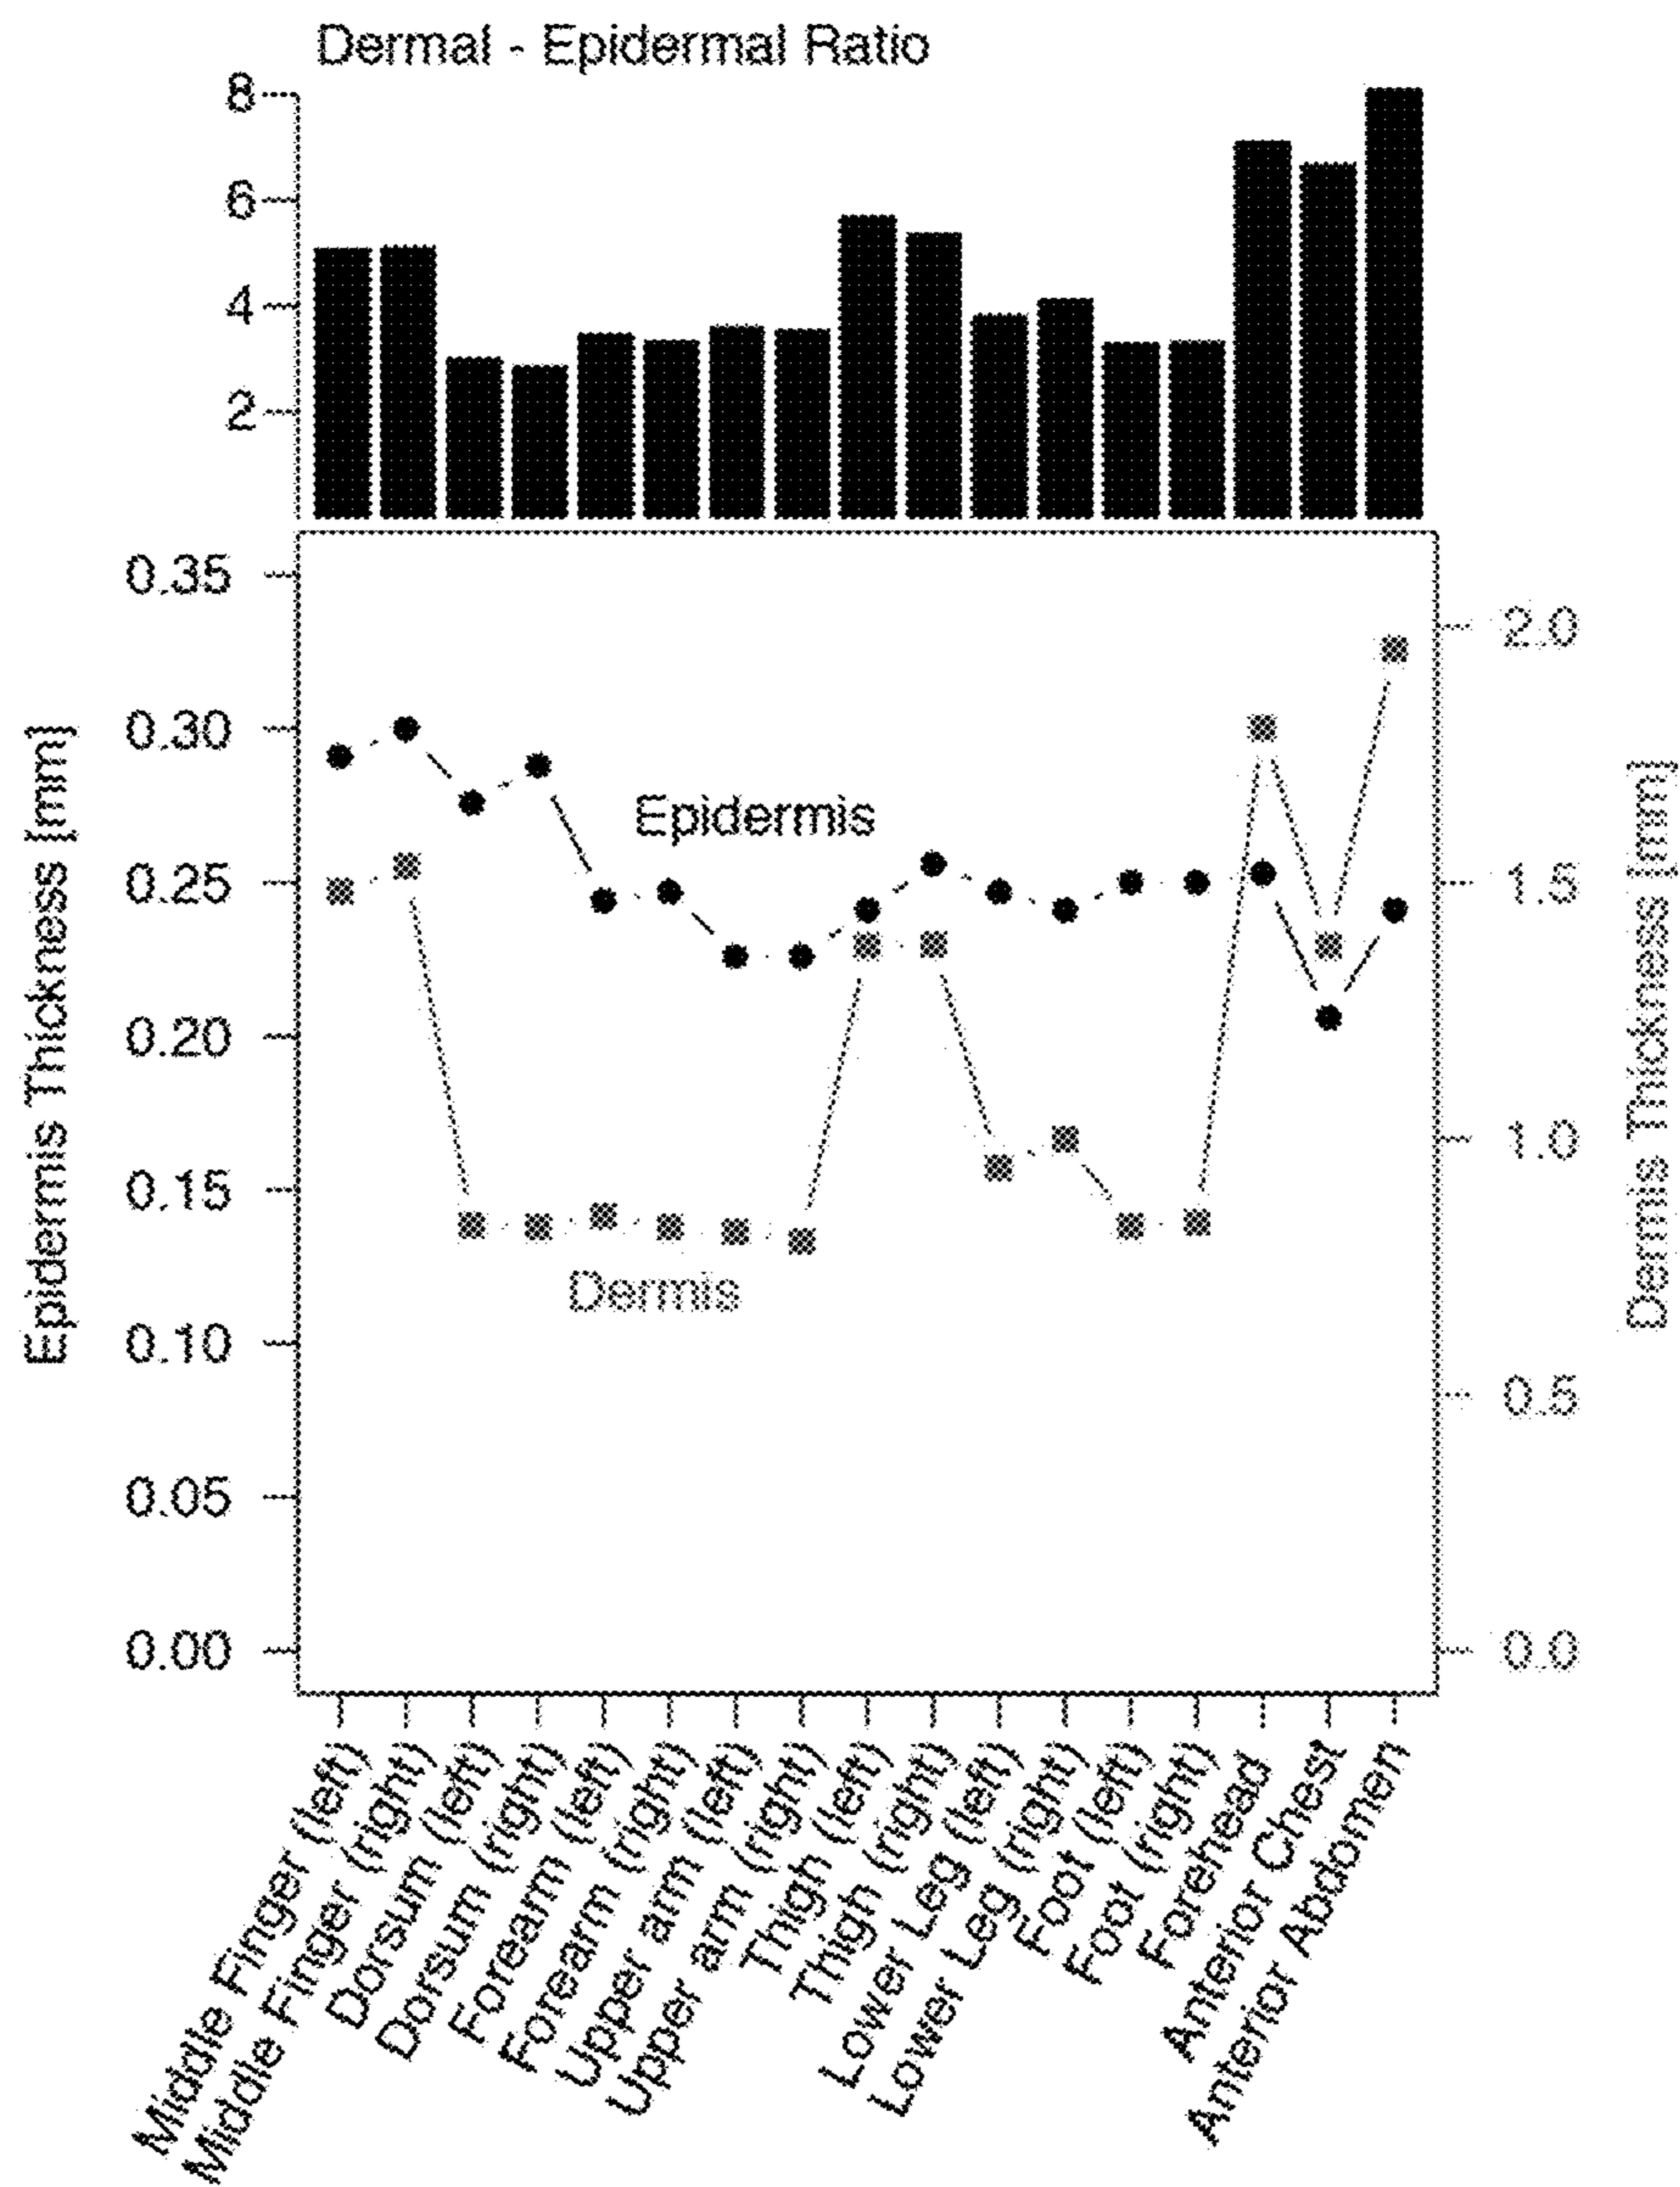 Dermal - Epidermal Ratio
8
6
4
2
0.35
0.30
0.25
0.20
0.15
0.10
0.05
0.00
Epidermis Thickness [mm]
Epidermis
Dermis
2.0
1.5
1.0
0.5
0.0
Dermis Thickness [mm]
Middle Finger (left)
Middle Finger (right)
Dorsum (left)
Dorsum (right)
Forearm (left)
Forearm (right)
Upper arm (left)
Upper arm (right)
Thigh (left)
Thigh (right)
Lower Leg (left)
Lower Leg (right)
Foot (left)
Foot (right)
Forehead
Anterior Chest
Anterior Abdomen